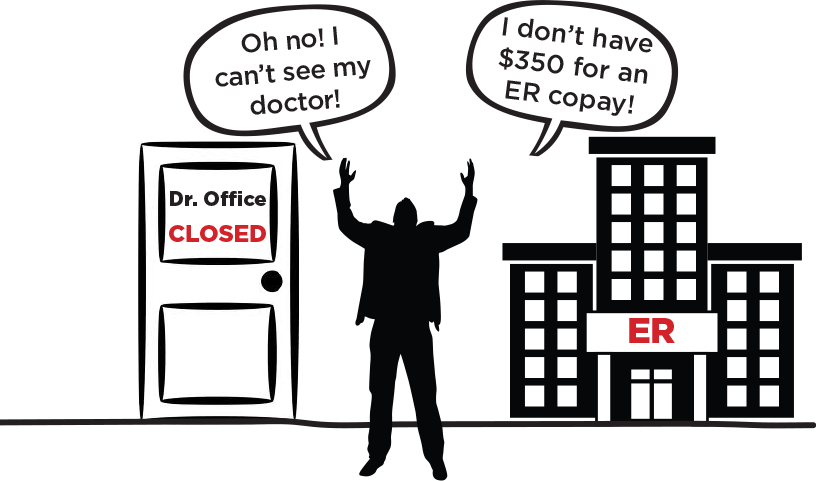 Oh no! I
can’t see my
doctor!
I don’t have
$350 for an
ER copay!
Dr. Office
CLOSED
ER